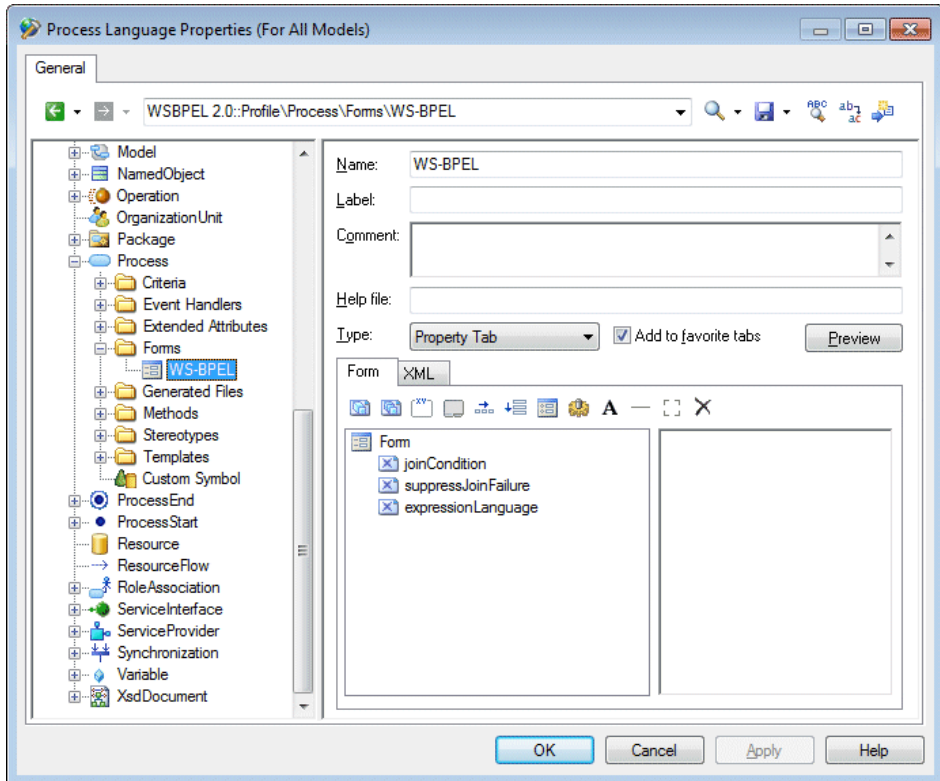 Process Language Properties (For All Models)
General
WSBPEL 2.0::Profile\Process\Forms\WS-BPEL
Model
NamedObject
Operation
OrganizationUnit
Package
Process
Criteria
Event Handlers
Extended Attributes
Forms
WS-BPEL
Generated Files
Methods
Stereotypes
Templates
Custom Symbol
ProcessEnd
ProcessStart
Resource
ResourceFlow
RoleAssociation
ServiceInterface
ServiceProvider
Synchronization
Variable
XsdDocument
Name: WS-BPEL
Label:
Comment:
Help file:
Type: Property Tab Add to favorite tabs Preview
Form XML
Form
joinCondition
suppressJoinFailure
expressionLanguage
OK Cancel Apply Help